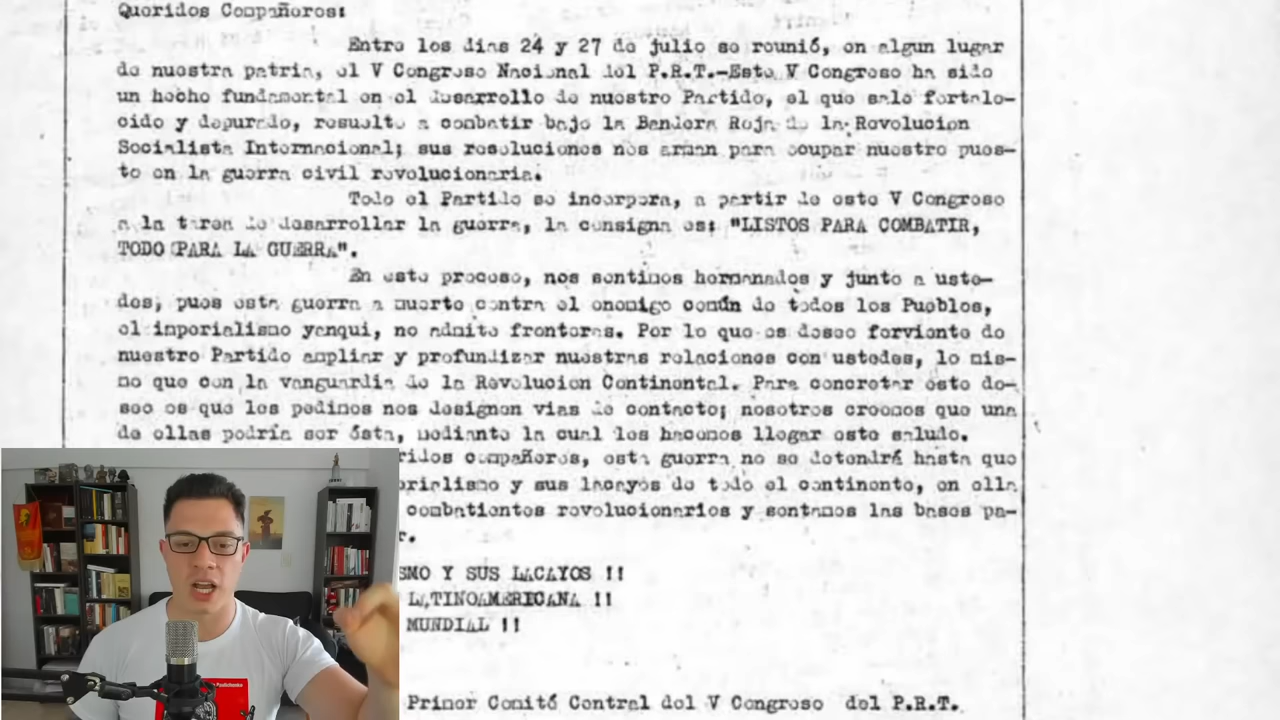 Queridos Compañeros:
Entre los dias 24 y 27 de julio se reunió, en algun lugar
de nuestra patria, el V Congreso Nacional del P.R.T.-Este V Congreso ha sido
un hecho fundamental en el desarrollo de nuestro Partido, el que sale fortale-
cido y depurado, resuelto a combatir bajo la Bandera Roja de la Revolucion
Socialista Internacional; sus resoluciones nos arman para ocupar nuestro pues-
to en la guerra civil revolucionaria.
Todo el Partido se incorpora, a partir de este V Congreso
a la tarea de desarrollar la guerra, la consigna es: "LISTOS PARA COMBATIR,
TODO PARA LA GUERRA".
En este proceso, nos sentimos hermanados y junto a uste-
des, pues esta guerra a muerte contra el enemigo común de todos los Pueblos,
el imperialismo yanqui, no admite fronteras. Por lo que es deseo ferviente de
nuestro Partido ampliar y profundizar nuestras relaciones con ustedes, lo mis-
mo que con la vanguardia de la Revolucion Continental. Para concretar este de-
seo es que les pedimos nos designen vias de contacto; nosotros creemos que una
de ellas podría ser ésta, mediante la cual les hacemos llegar este saludo.
ridos compañeros, esta guerra no se detendrá hasta que
rialismo y sus lacayos de todo el continente, en ella
combatientes revolucionarios y sentamos las bases pa-
r.
SMO Y SUS LACAYOS !!
LATINOAMERICANA !!
MUNDIAL !!
Primer Comité Central del V Congreso del P.R.T.